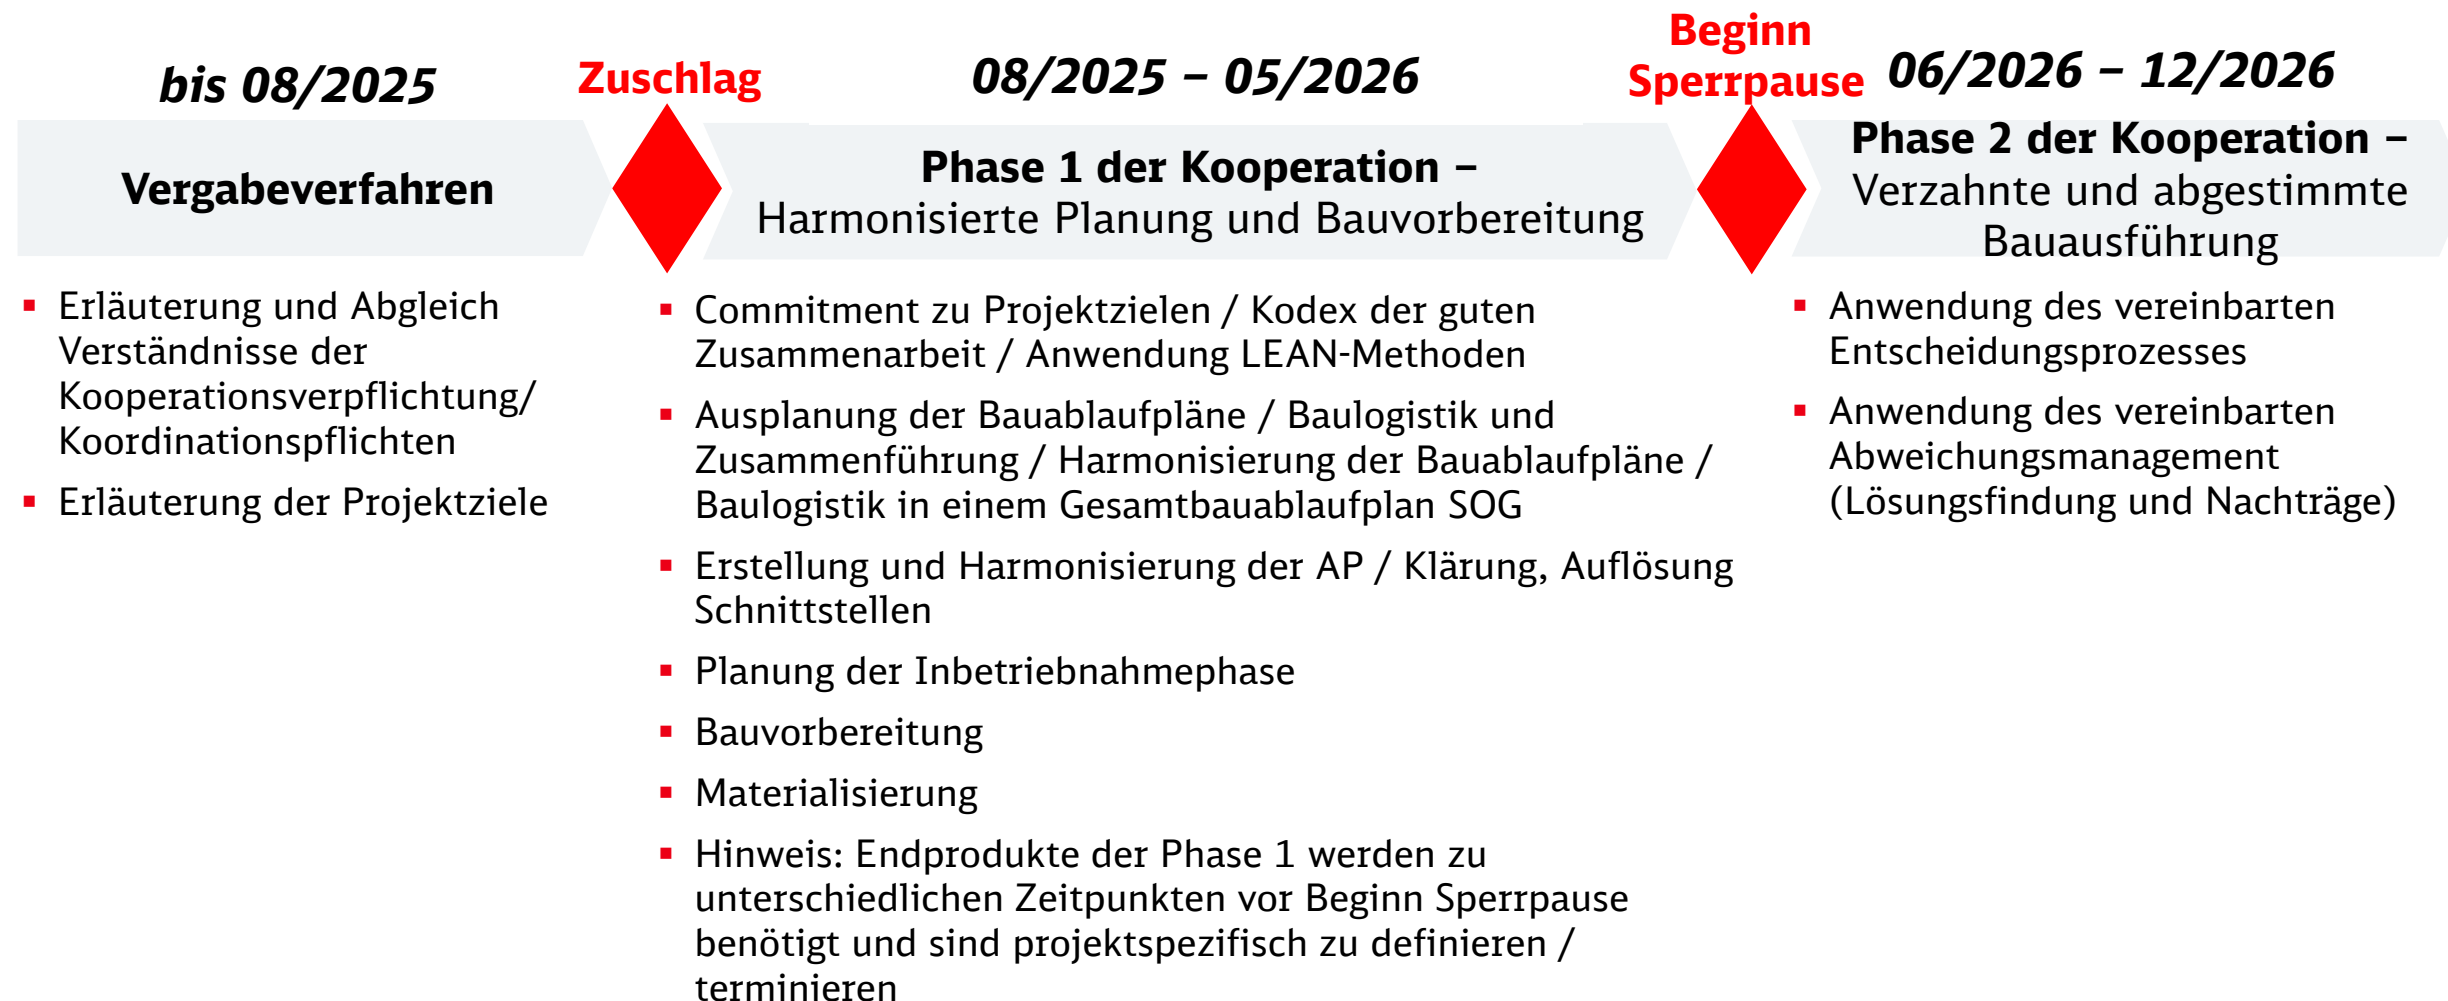 bis 08/2025
Zuschlag
08/2025 – 05/2026
Beginn
Sperrpause
06/2026 – 12/2026
Vergabeverfahren
Phase 1 der Kooperation –
Harmonisierte Planung und Bauvorbereitung
Phase 2 der Kooperation –
Verzahnte und abgestimmte
Bauausführung
▪ Erläuterung und Abgleich
Verständnisse der
Kooperationsverpflichtung/
Koordinationspflichten
▪ Erläuterung der Projektziele
▪ Commitment zu Projektzielen / Kodex der guten
Zusammenarbeit / Anwendung LEAN-Methoden
▪ Ausplanung der Bauablaufpläne / Baulogistik und
Zusammenführung / Harmonisierung der Bauablaufpläne /
Baulogistik in einem Gesamtbauablaufplan SOG
▪ Erstellung und Harmonisierung der AP / Klärung, Auflösung
Schnittstellen
▪ Planung der Inbetriebnahmephase
▪ Bauvorbereitung
▪ Materialisierung
▪ Hinweis: Endprodukte der Phase 1 werden zu
unterschiedlichen Zeitpunkten vor Beginn Sperrpause
benötigt und sind projektspezifisch zu definieren /
terminieren
▪ Anwendung des vereinbarten
Entscheidungsprozesses
▪ Anwendung des vereinbarten
Abweichungsmanagement
(Lösungsfindung und Nachträge)